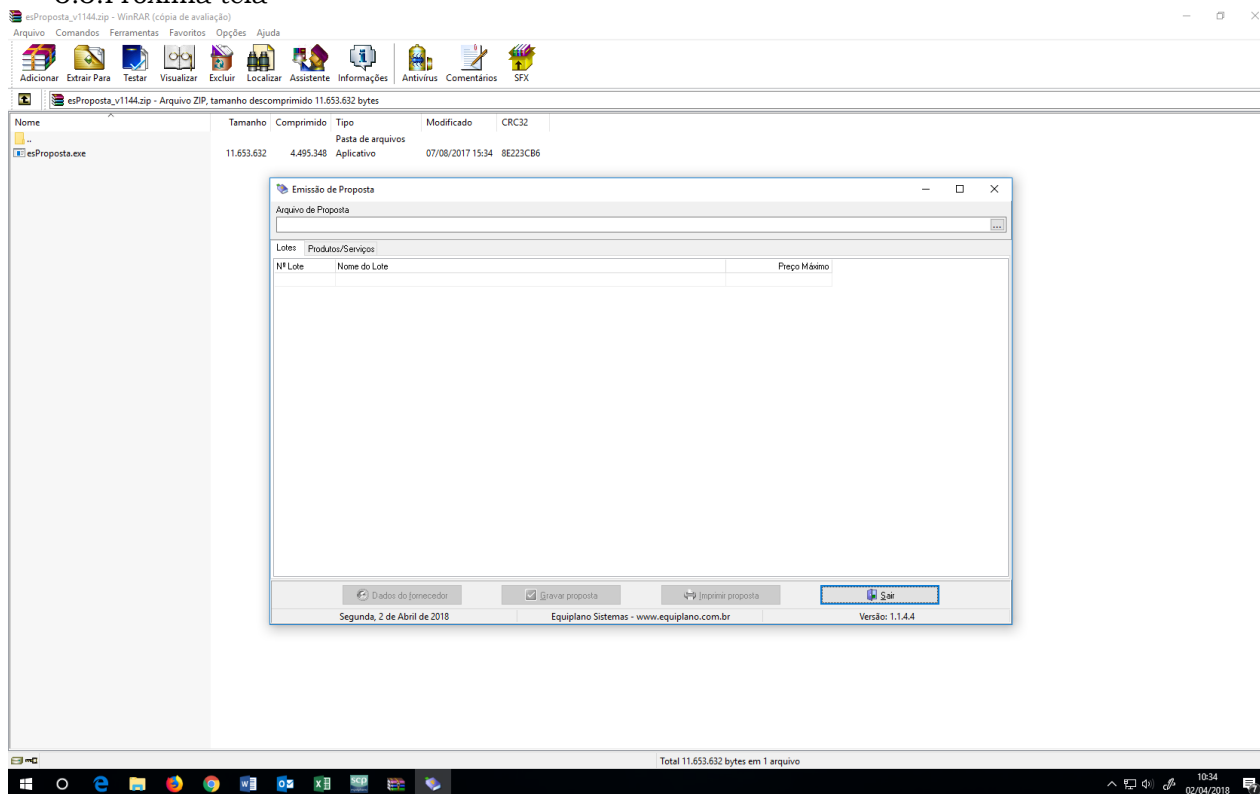 esProposta_v1144.zip - WinRAR (cópia de avaliação)
Arquivo Comandos Ferramentas Favoritos Opções Ajuda
Adicionar Extrair Para Testar Visualizar Excluir Localizar Assistente Informações Antivírus Comentários SFX
esProposta_v1144.zip - Arquivo ZIP, tamanho descomprimido 11.653.632 bytes
Nome Tamanho Comprimido Tipo Modificado CRC32
.. Pasta de arquivos
esProposta.exe 11.653.632 4.495.348 Aplicativo 07/08/2017 15:34 8E223CB6
Emissão de Proposta
Arquivo de Proposta
...
Lotes Produtos/Serviços
Nº Lote Nome do Lote Preço Máximo
Dados do fornecedor Gravar proposta Imprimir proposta Sair
Segunda, 2 de Abril de 2018 Equiplano Sistemas - www.equiplano.com.br Versão: 1.1.4.4
Total 11.653.632 bytes em 1 arquivo
scp
10:34
02/04/2018